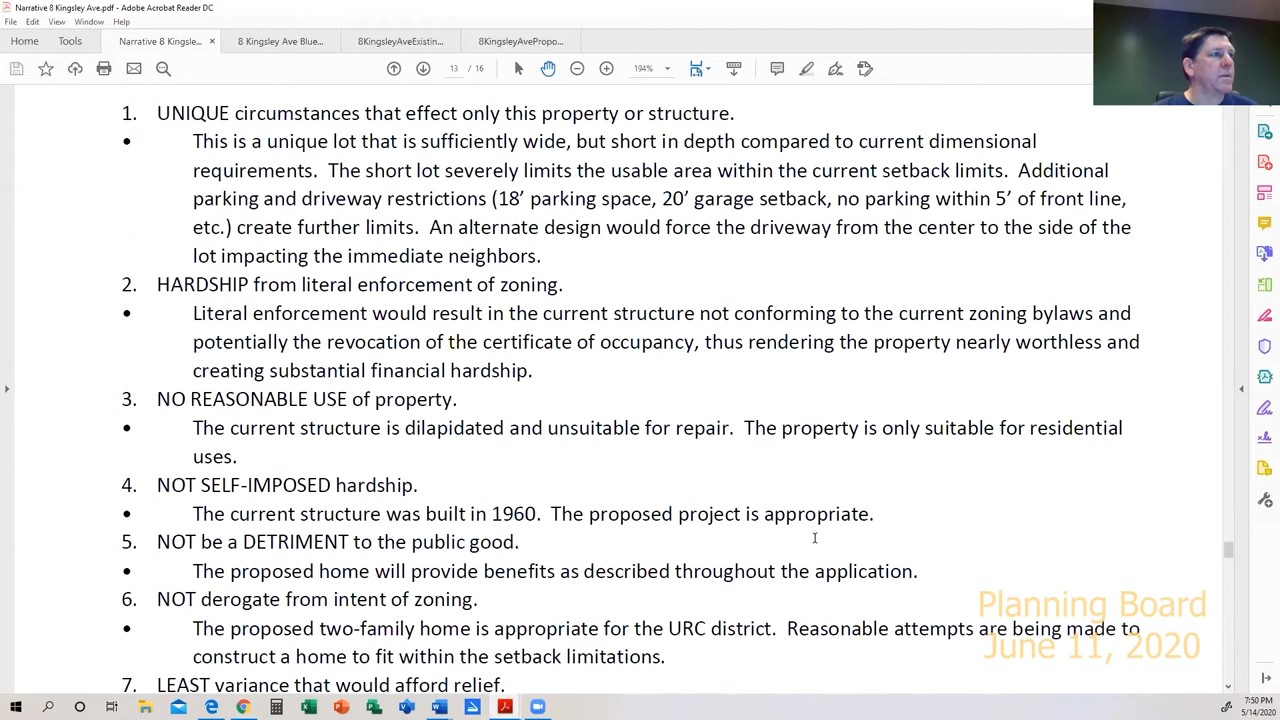 Narrative 8 Kingsley Ave.pdf - Adobe Acrobat Reader DC
File Edit View Window Help
Home Tools Narrative 8 Kingsle... × 8 Kingsley Ave Blue... 8KingsleyAveExistin... 8KingsleyAvePropo...
13 / 16 194%
1. UNIQUE circumstances that effect only this property or structure.
• This is a unique lot that is sufficiently wide, but short in depth compared to current dimensional
requirements. The short lot severely limits the usable area within the current setback limits. Additional
parking and driveway restrictions (18’ parking space, 20’ garage setback, no parking within 5’ of front line,
etc.) create further limits. An alternate design would force the driveway from the center to the side of the
lot impacting the immediate neighbors.
2. HARDSHIP from literal enforcement of zoning.
• Literal enforcement would result in the current structure not conforming to the current zoning bylaws and
potentially the revocation of the certificate of occupancy, thus rendering the property nearly worthless and
creating substantial financial hardship.
3. NO REASONABLE USE of property.
• The current structure is dilapidated and unsuitable for repair. The property is only suitable for residential
uses.
4. NOT SELF-IMPOSED hardship.
• The current structure was built in 1960. The proposed project is appropriate.
5. NOT be a DETRIMENT to the public good.
• The proposed home will provide benefits as described throughout the application.
6. NOT derogate from intent of zoning.
• The proposed two-family home is appropriate for the URC district. Reasonable attempts are being made to
construct a home to fit within the setback limitations.
7. LEAST variance that would afford relief.
Planning Board
June 11, 2020
7:50 PM
5/14/2020